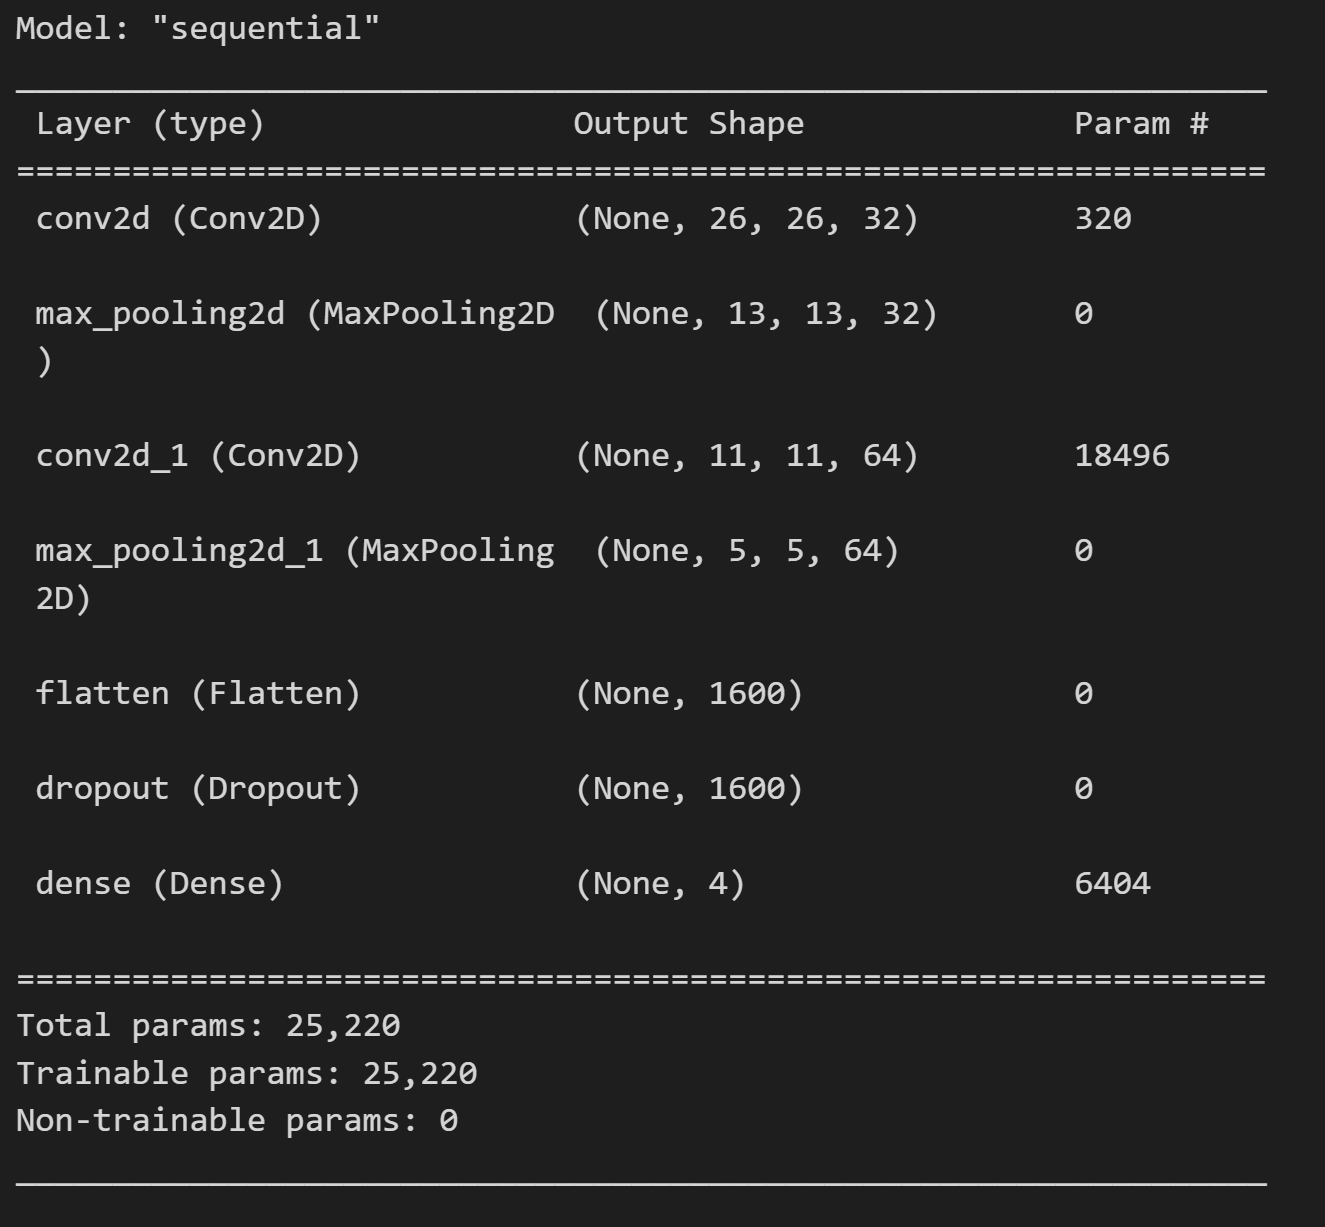 Model: "sequential"
_________________________________________________________________
Layer (type) Output Shape Param #
=================================================================
conv2d (Conv2D) (None, 26, 26, 32) 320
max_pooling2d (MaxPooling2D (None, 13, 13, 32) 0
)
conv2d_1 (Conv2D) (None, 11, 11, 64) 18496
max_pooling2d_1 (MaxPooling (None, 5, 5, 64) 0
2D)
flatten (Flatten) (None, 1600) 0
dropout (Dropout) (None, 1600) 0
dense (Dense) (None, 4) 6404
=================================================================
Total params: 25,220
Trainable params: 25,220
Non-trainable params: 0
_________________________________________________________________